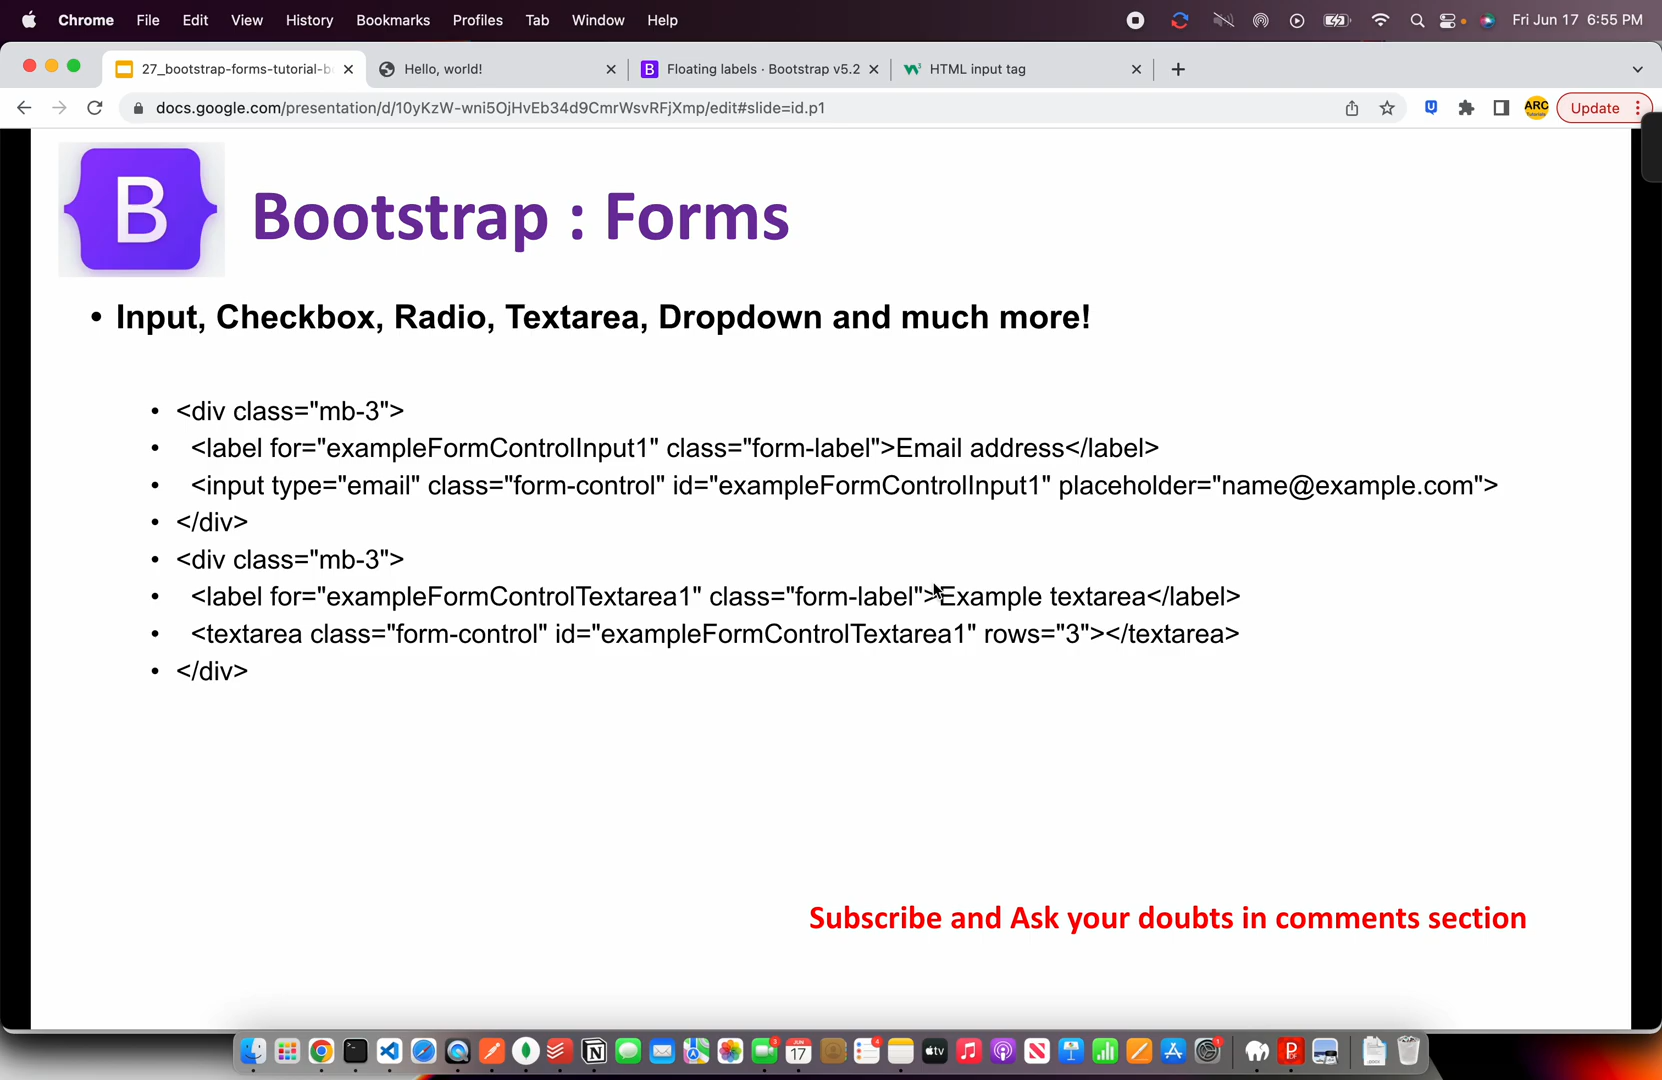 Chrome File Edit View History Bookmarks Profiles Tab Window Help Fri Jun 17 6:55 PM
27_bootstrap-forms-tutorial-b Hello, world! Floating labels · Bootstrap v5.2 HTML input tag
docs.google.com/presentation/d/10yKzW-wni5OjHvEb34d9CmrWsvRFjXmp/edit#slide=id.p1 ARC Update
B
Bootstrap : Forms
• Input, Checkbox, Radio, Textarea, Dropdown and much more!
• <div class="mb-3">
• <label for="exampleFormControlInput1" class="form-label">Email address</label>
• <input type="email" class="form-control" id="exampleFormControlInput1" placeholder="name@example.com">
• </div>
• <div class="mb-3">
• <label for="exampleFormControlTextarea1" class="form-label">Example textarea</label>
• <textarea class="form-control" id="exampleFormControlTextarea1" rows="3"></textarea>
• </div>
Subscribe and Ask your doubts in comments section